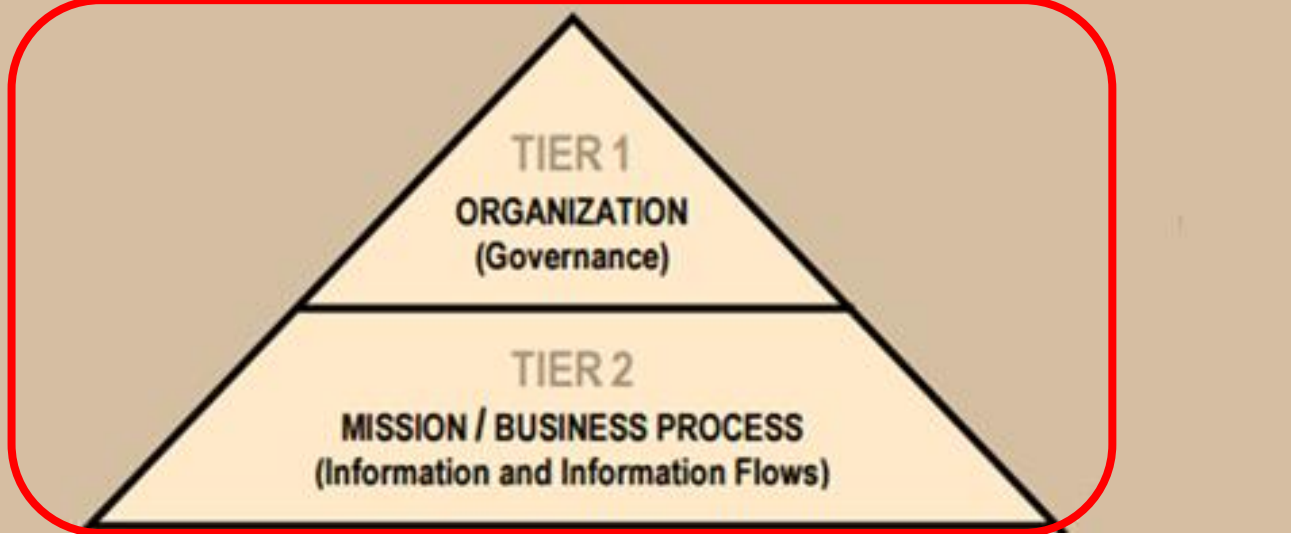 TIER 1
ORGANIZATION
(Governance)
TIER 2
MISSION / BUSINESS PROCESS
(Information and Information Flows)